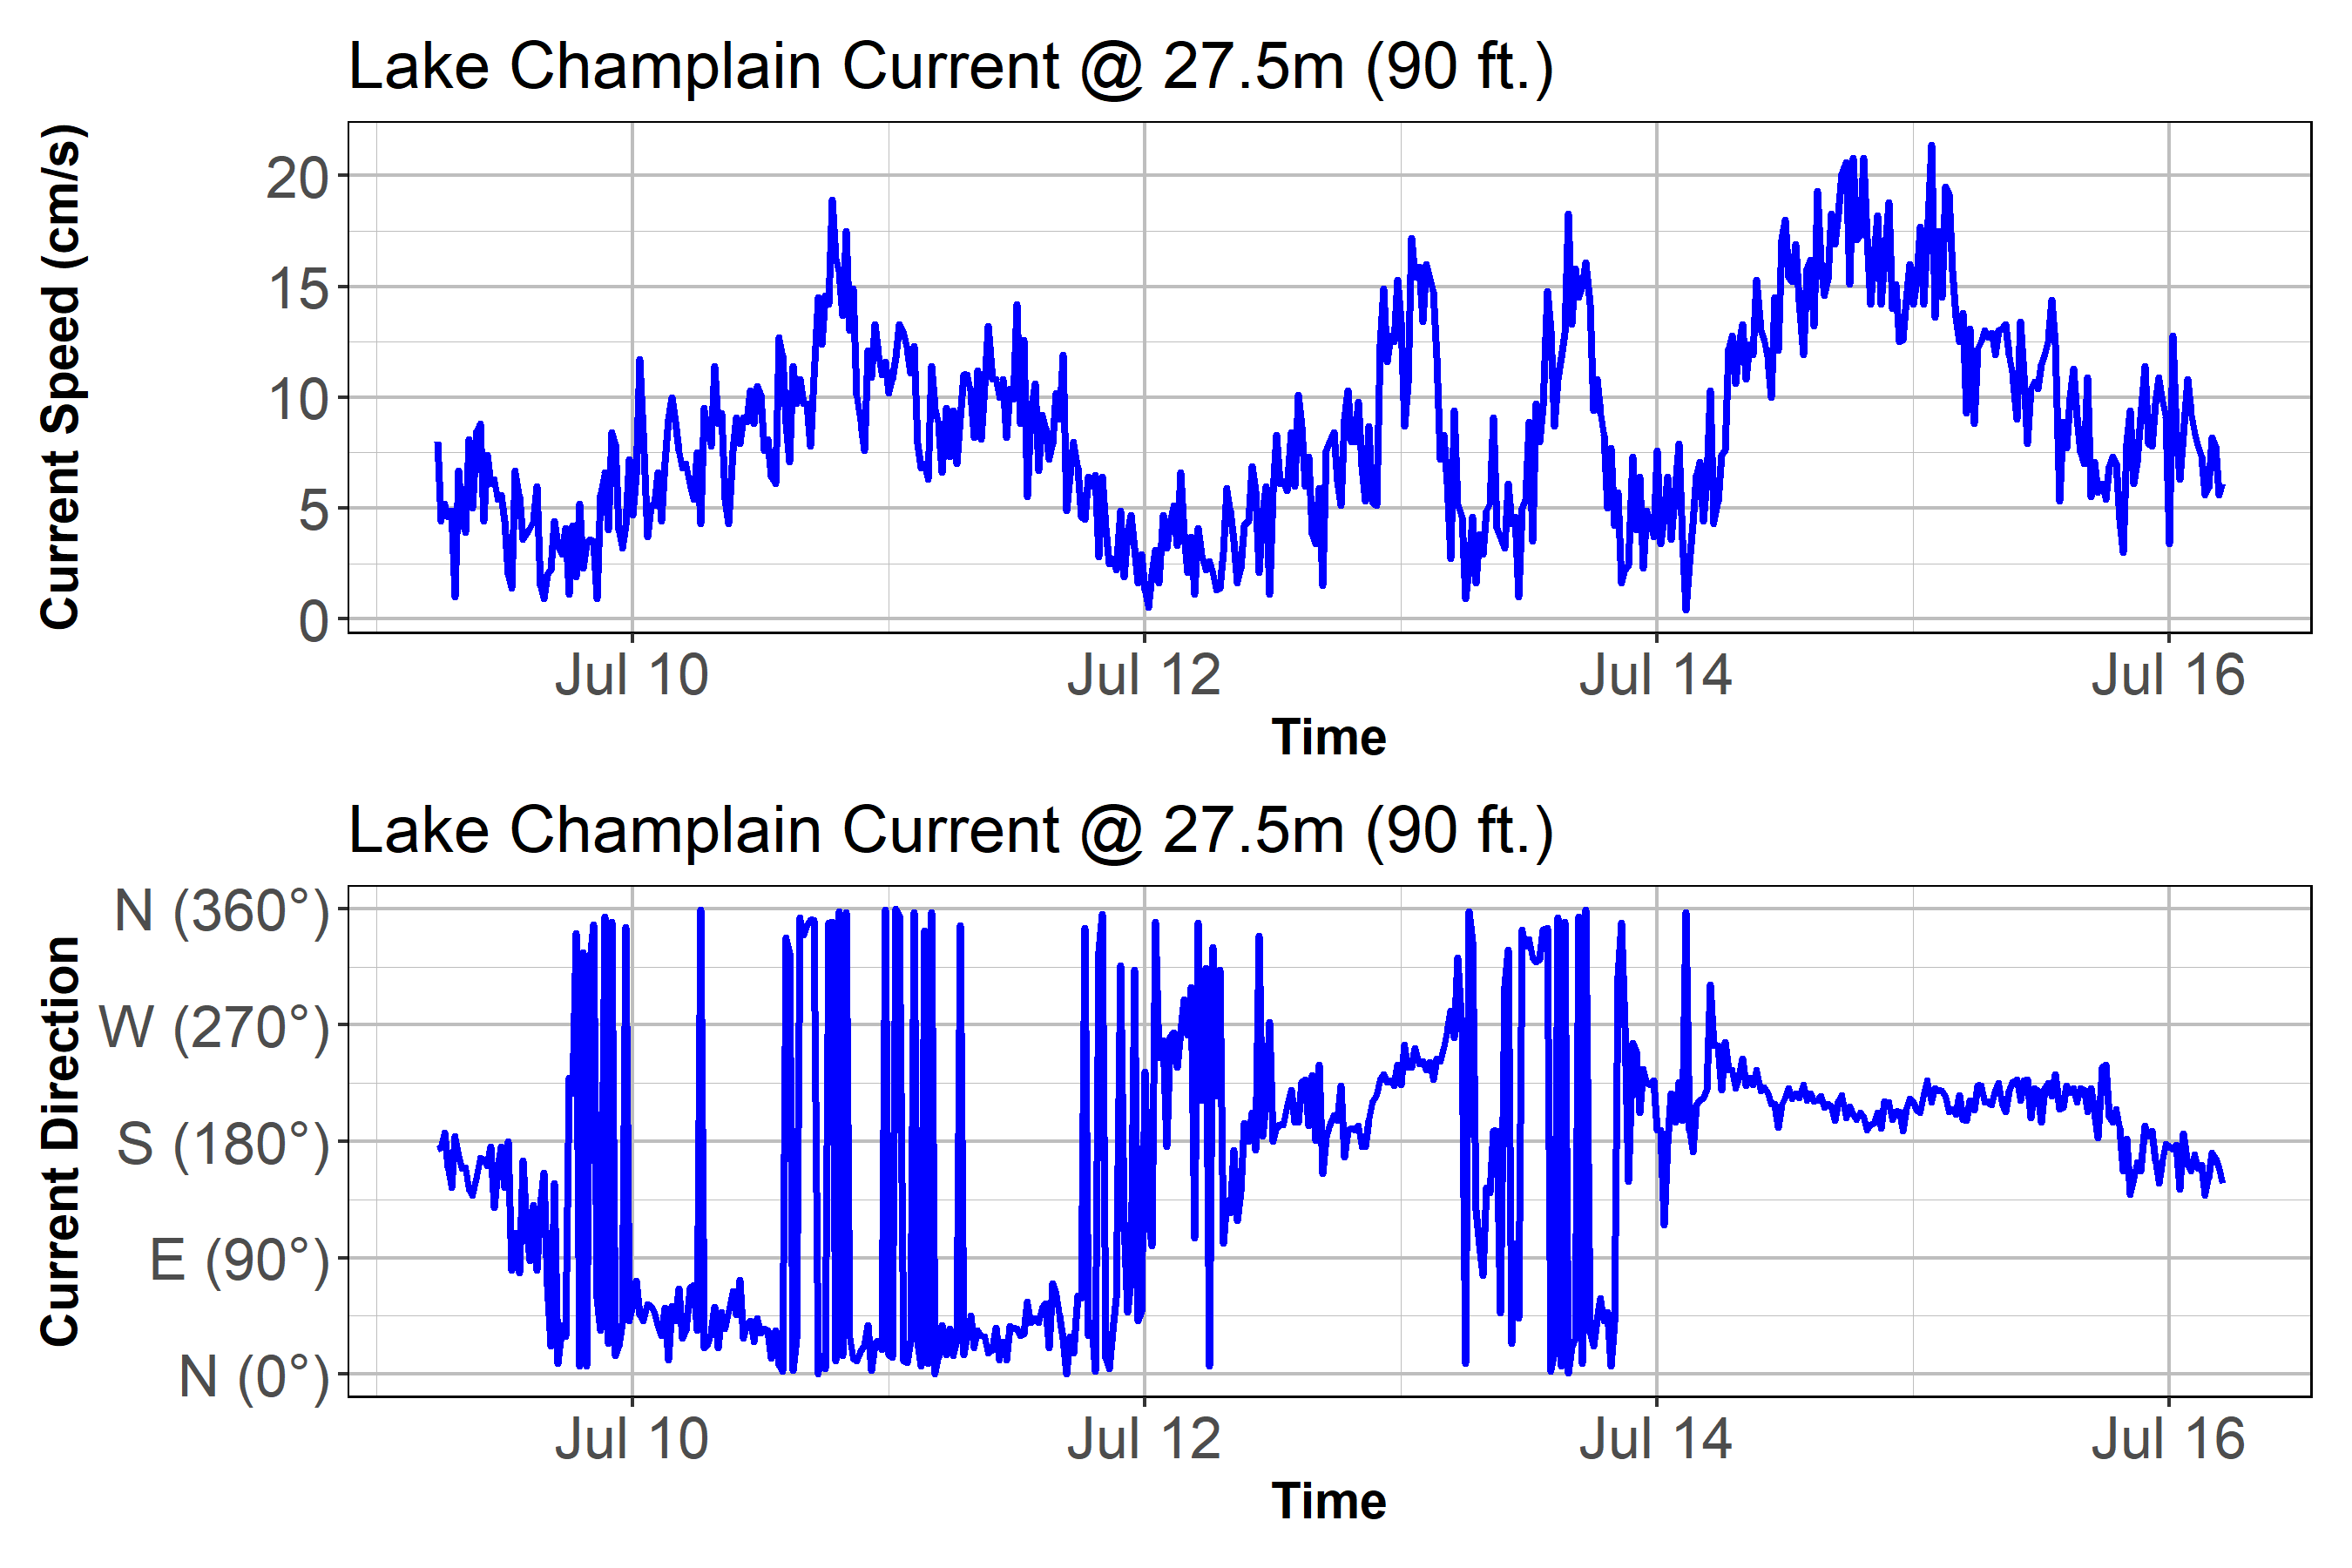 Lake Champlain Current @ 27.5m (90 ft.)
Current Speed (cm/s)
20
15
10
5
0
Jul 10 Jul 12 Jul 14 Jul 16
Time
Lake Champlain Current @ 27.5m (90 ft.)
Current Direction
N (360°)
W (270°)
S (180°)
E (90°)
N (0°)
Jul 10 Jul 12 Jul 14 Jul 16
Time